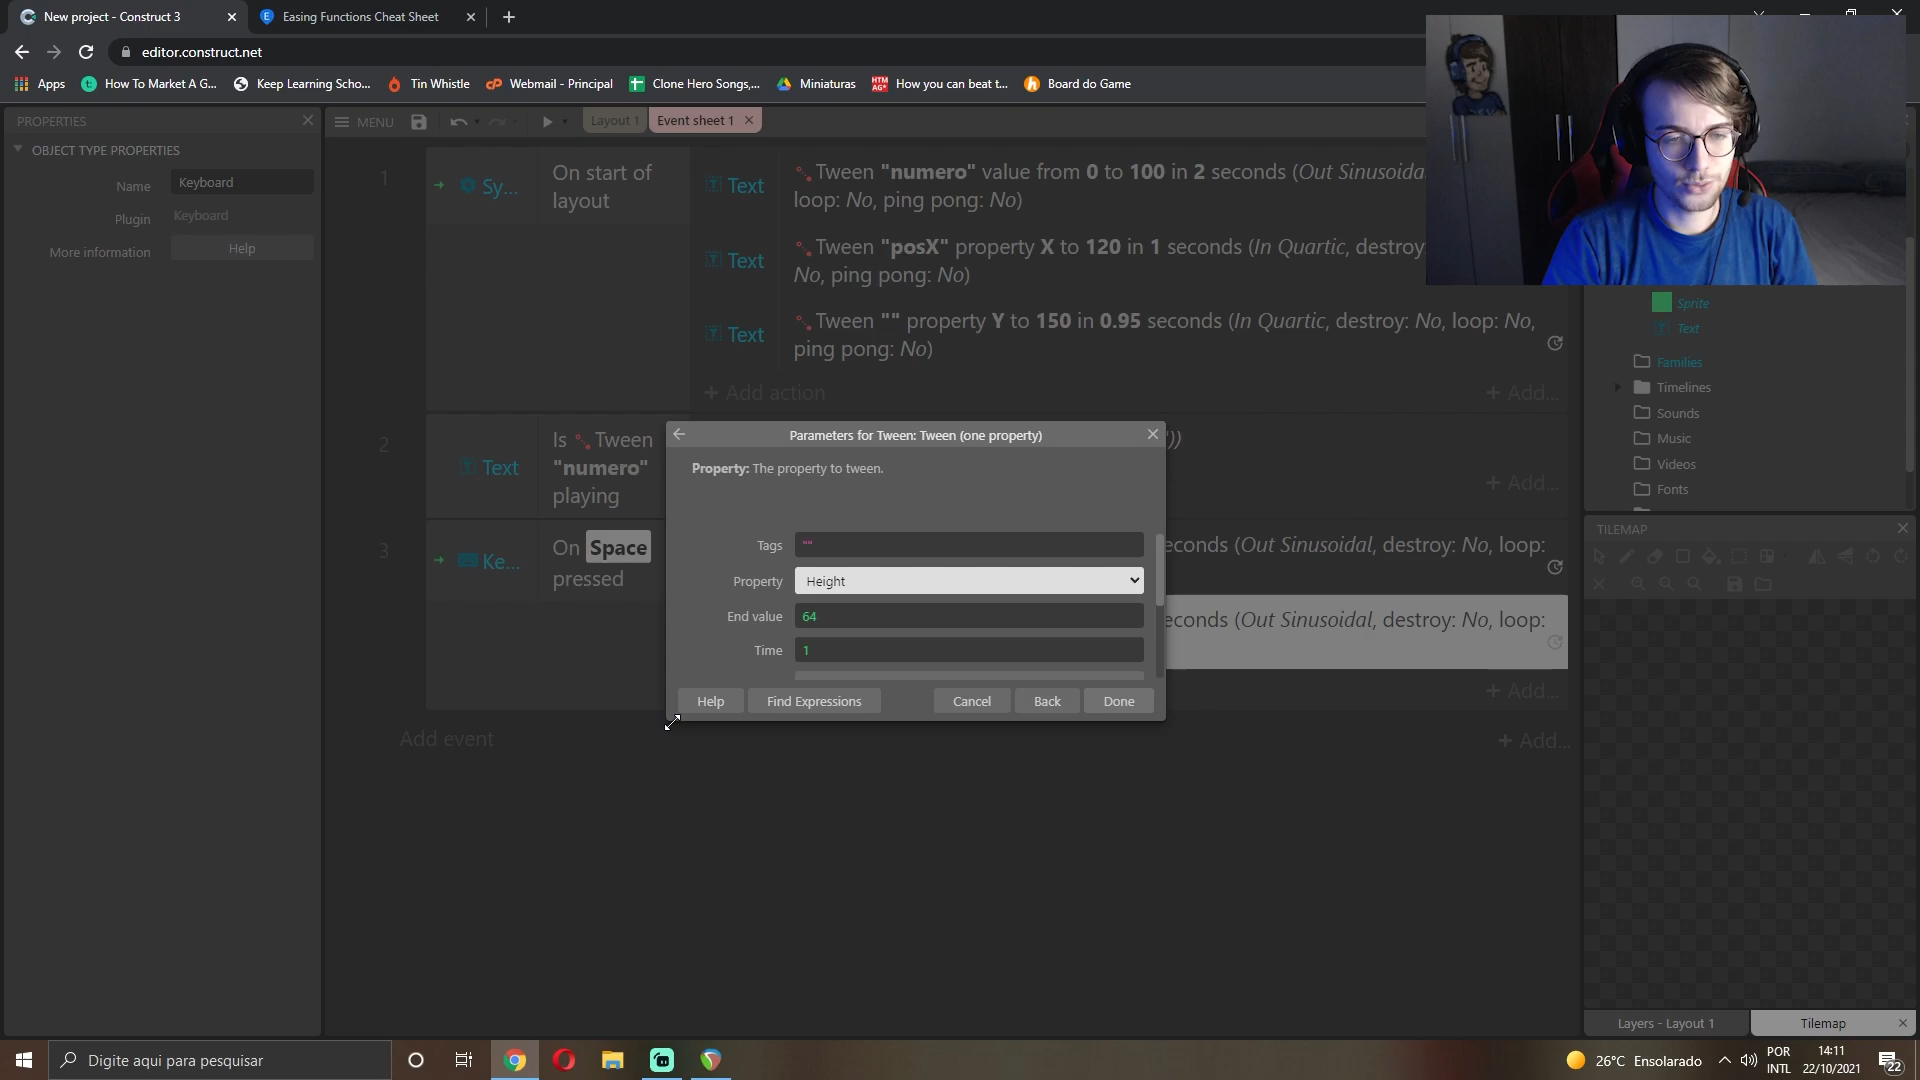 New project - Construct 3
Easing Functions Cheat Sheet
editor.construct.net
Apps
How To Market A G...
Keep Learning Scho...
Tin Whistle
Webmail - Principal
Clone Hero Songs,...
Miniaturas
How you can beat t...
Board do Game
PROPERTIES
OBJECT TYPE PROPERTIES
Name
Keyboard
Plugin
Keyboard
More information
Help
MENU
Layout 1
Event sheet 1
1
Sy...
On start of
layout
Text
Tween "numero" value from 0 to 100 in 2 seconds (Out Sinusoida
loop: No, ping pong: No)
Text
Tween "posX" property X to 120 in 1 seconds (In Quartic, destroy
No, ping pong: No)
Text
Tween "" property Y to 150 in 0.95 seconds (In Quartic, destroy: No, loop: No,
ping pong: No)
+ Add action
+ Add...
2
Text
Is Tween
"numero"
playing
"))
+ Add...
3
Ke...
On Space
pressed
econds (Out Sinusoidal, destroy: No, loop:
econds (Out Sinusoidal, destroy: No, loop:
+ Add...
Add event
+ Add...
Parameters for Tween: Tween (one property)
Property: The property to tween.
Tags
""
Property
Height
End value
64
Time
1
Help
Find Expressions
Cancel
Back
Done
Sprite
Text
Families
Timelines
Sounds
Music
Videos
Fonts
TILEMAP
Layers - Layout 1
Tilemap
Digite aqui para pesquisar
26°C Ensolarado
POR
INTL
14:11
22/10/2021
22